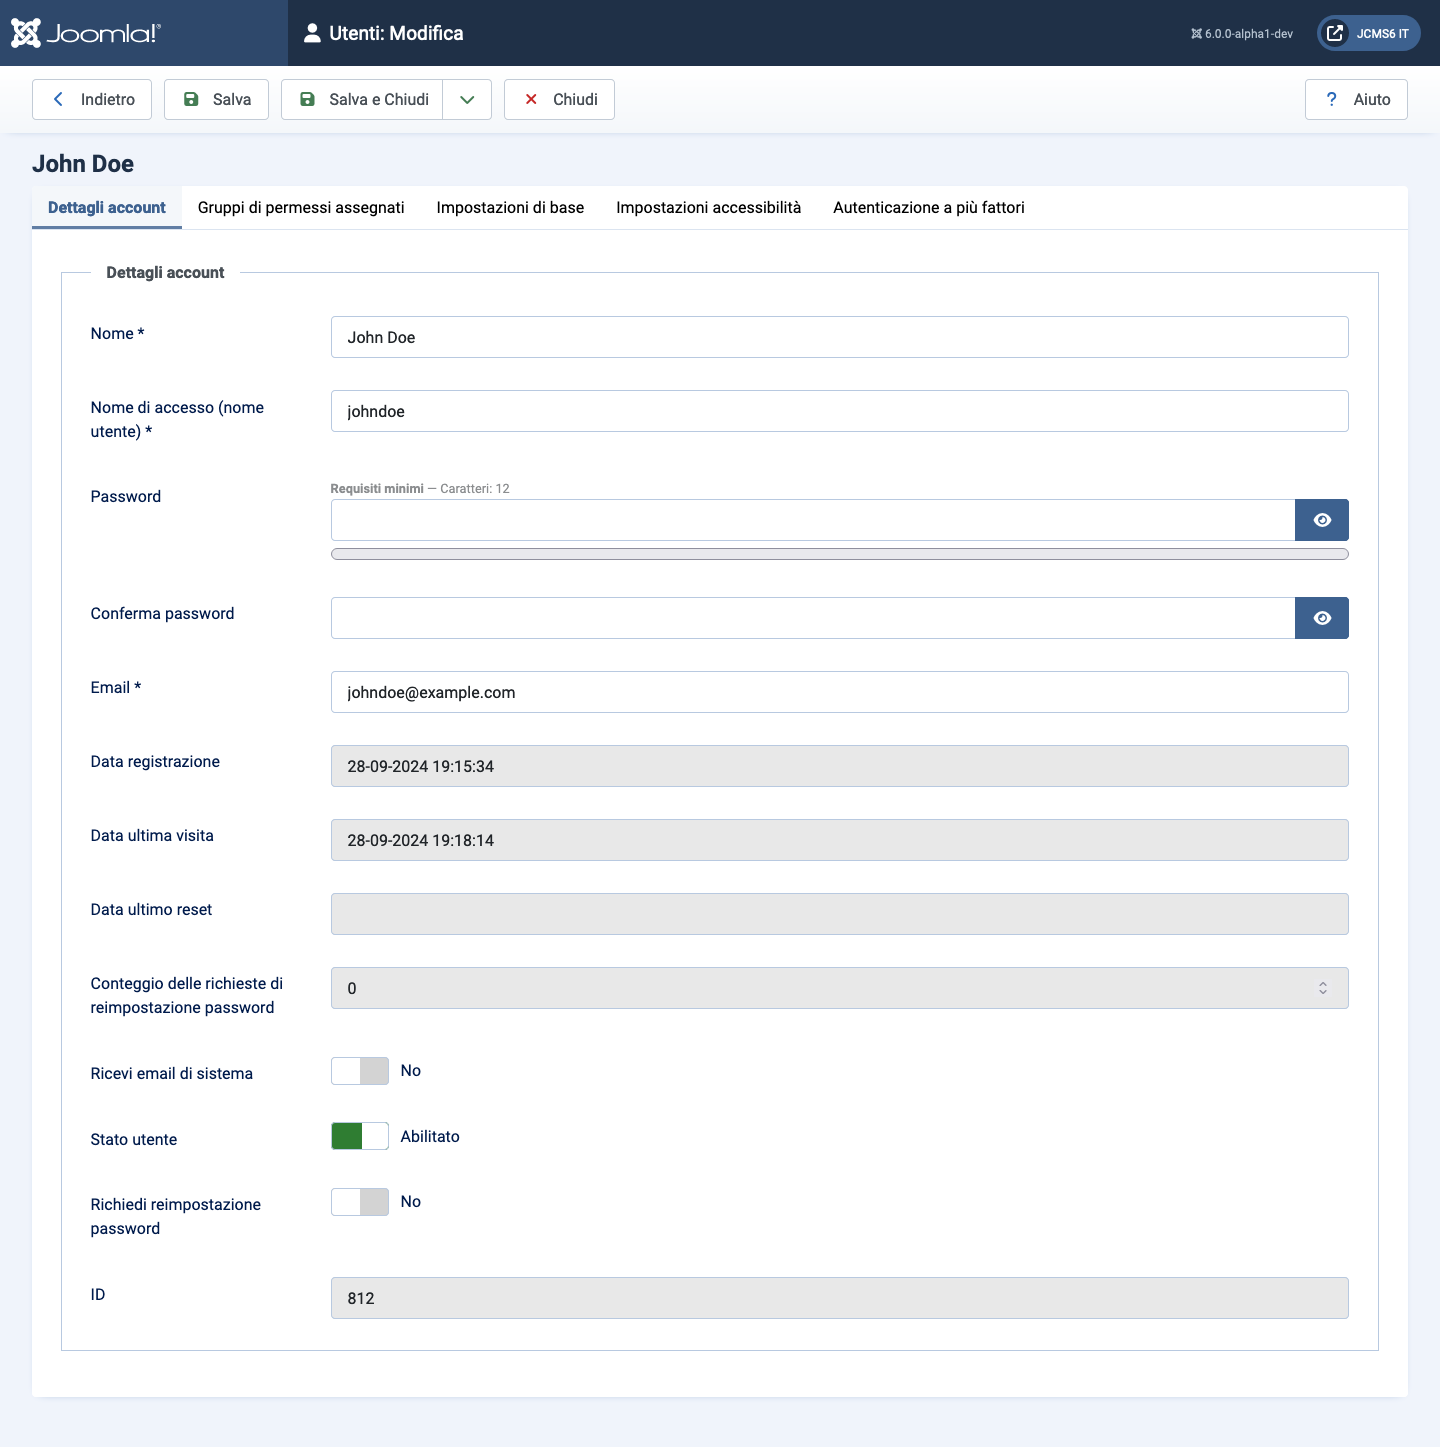 Joomla!®
Utenti: Modifica
6.0.0-alpha1-dev
JCMS6 IT
Indietro
Salva
Salva e Chiudi
Chiudi
? Aiuto
John Doe
Dettagli account
Gruppi di permessi assegnati
Impostazioni di base
Impostazioni accessibilità
Autenticazione a più fattori
Dettagli account
Nome *
John Doe
Nome di accesso (nome
utente) *
johndoe
Password
Requisiti minimi — Caratteri: 12
Conferma password
Email *
johndoe@example.com
Data registrazione
28-09-2024 19:15:34
Data ultima visita
28-09-2024 19:18:14
Data ultimo reset
Conteggio delle richieste di
reimpostazione password
0
Ricevi email di sistema
No
Stato utente
Abilitato
Richiedi reimpostazione
password
No
ID
812